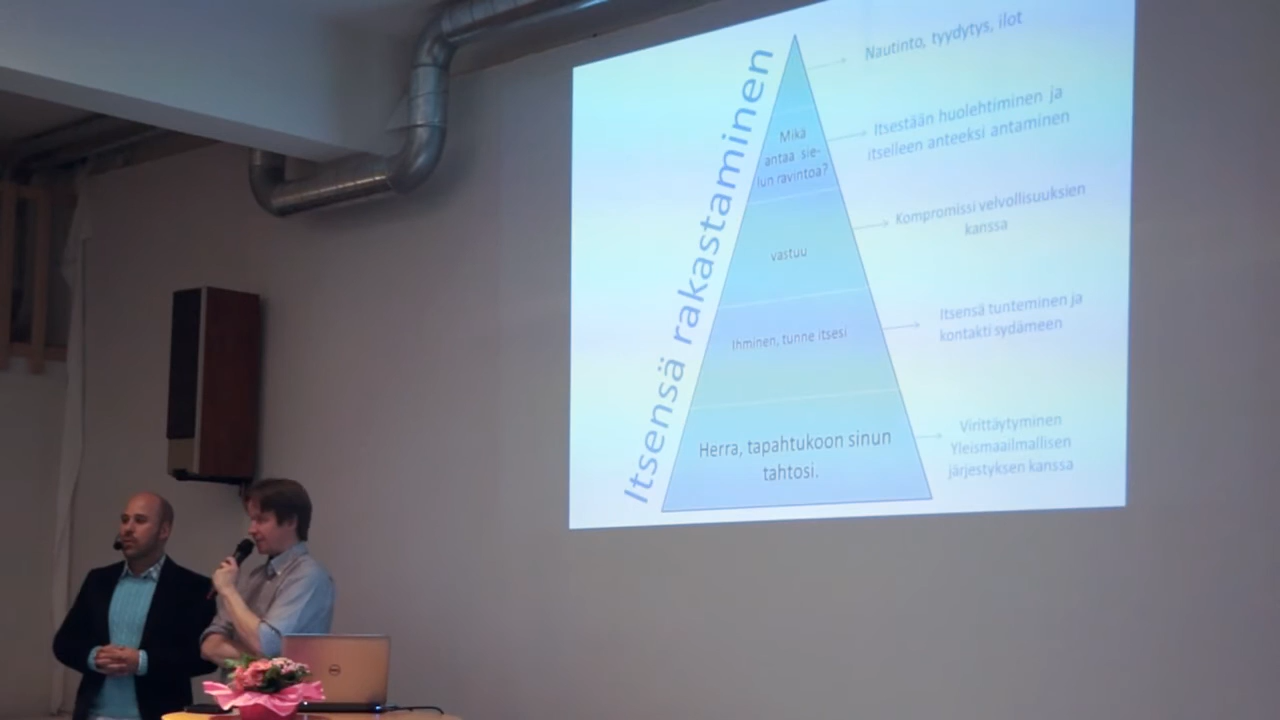 Itsensä rakastaminen
Nautinto, tyydytys, ilot
Mikä
antaa sie-
lun ravintoa?
Itsestään huolehtiminen ja
itselleen anteeksi antaminen
vastuu
Kompromissi velvollisuuksien
kanssa
Ihminen, tunne itsesi
Itsensä tunteminen ja
kontakti sydämeen
Herra, tapahtukoon sinun
tahtosi.
Virittäytyminen
Yleismaailmallisen
järjestyksen kanssa
DELL